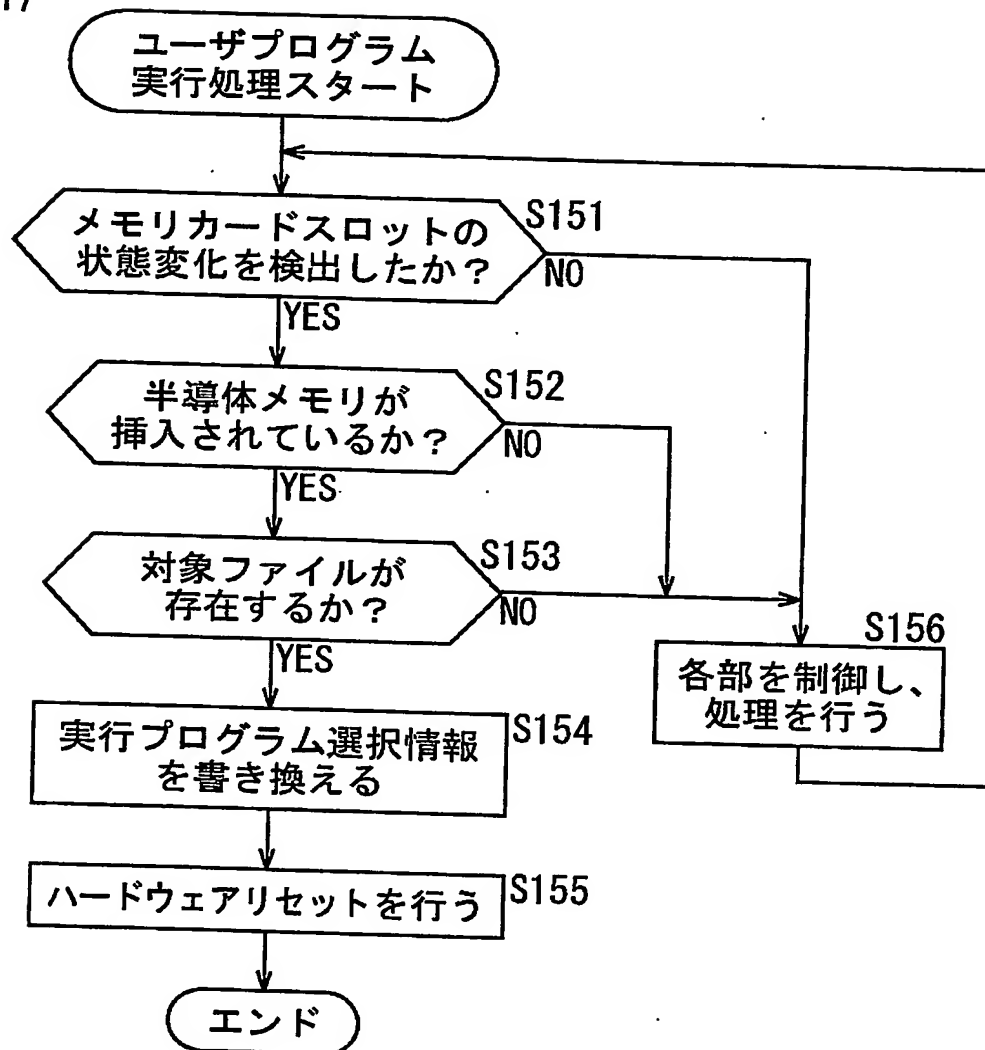 17
ユーザプログラム
実行処理スタート
メモリカードスロットの
状態変化を検出したか？
S151
NO
YES
半導体メモリが
挿入されているか？
S152
NO
YES
対象ファイルが
存在するか？
S153
NO
YES
S156
各部を制御し、
処理を行う
実行プログラム選択情報
を書き換える
S154
ハードウェアリセットを行う
S155
エンド